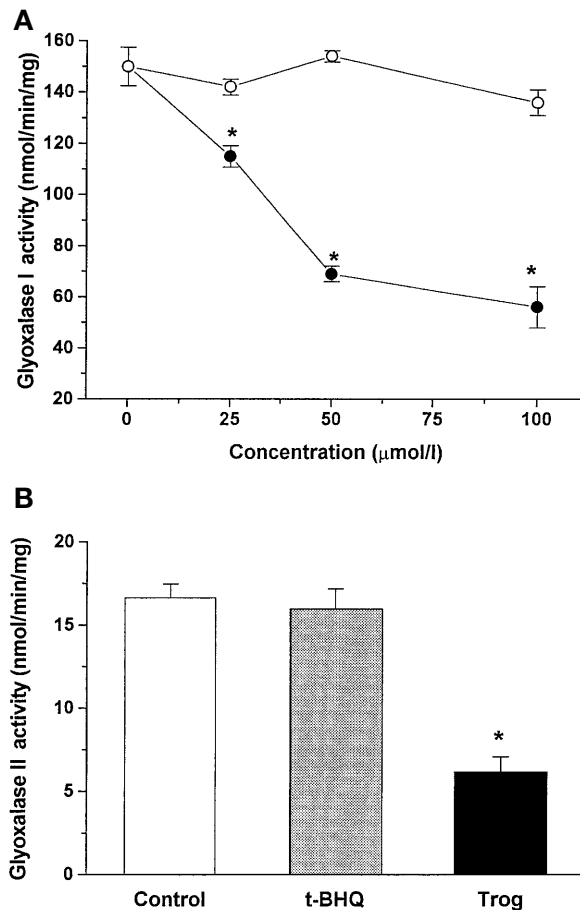 A
160
140
120
100
80
60
40
20
Glyoxalase I activity (nmol/min/mg)
*
*
*
0
25
50
75
100
Concentration (μmol/l)
B
20
15
10
5
0
Glyoxalase II activity (nmol/min/mg)
*
Control
t-BHQ
Trog